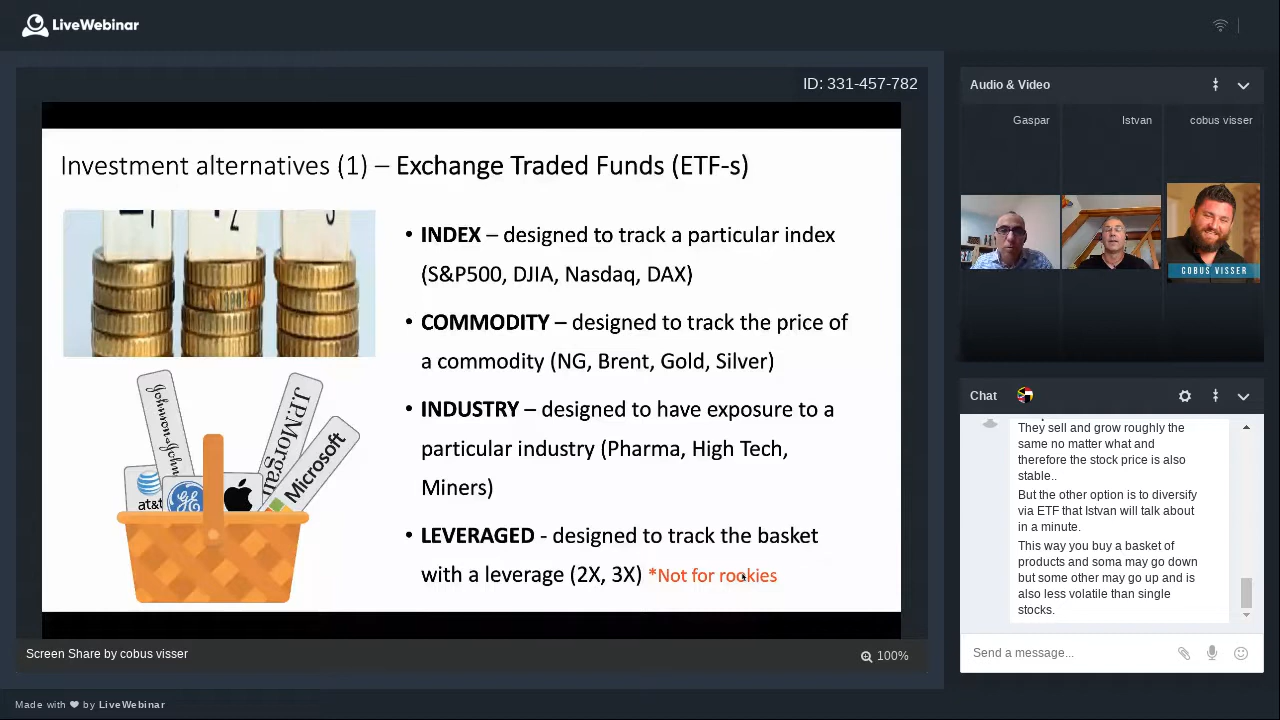 LiveWebinar
ID: 331-457-782
Investment alternatives (1) – Exchange Traded Funds (ETF-s)
1
2
3
Johnson&Johnson
J.P.Morgan
Microsoft
at&t
GE
• INDEX – designed to track a particular index
(S&P500, DJIA, Nasdaq, DAX)
• COMMODITY – designed to track the price of
a commodity (NG, Brent, Gold, Silver)
• INDUSTRY – designed to have exposure to a
particular industry (Pharma, High Tech,
Miners)
• LEVERAGED - designed to track the basket
with a leverage (2X, 3X) *Not for rookies
Screen Share by cobus visser
100%
Audio & Video
Gaspar
Istvan
cobus visser
COBUS VISSER
Chat
They sell and grow roughly the
same no matter what and
therefore the stock price is also
stable..
But the other option is to diversify
via ETF that Istvan will talk about
in a minute.
This way you buy a basket of
products and soma may go down
but some other may go up and is
also less volatile than single
stocks.
Send a message...
Made with ❤ by LiveWebinar